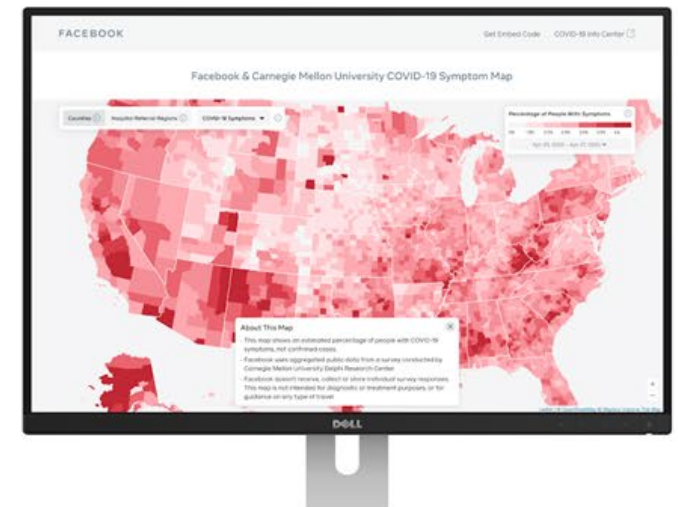 FACEBOOK
Get Embed Code
COVID-19 Info Center
Facebook & Carnegie Mellon University COVID-19 Symptom Map
Counties
Hospital Referral Regions
COVID-19 Symptoms
Percentage of People With Symptoms
About This Map
- This map shows an estimated percentage of people with COVID-19
symptoms, not confirmed cases.
- Facebook uses aggregated public data from a survey conducted by
Carnegie Mellon University Delphi Research Center.
- Facebook doesn't receive, collect or store individual survey responses.
This map is not intended for diagnostic or treatment purposes, or for
guidance on any type of travel.
DELL